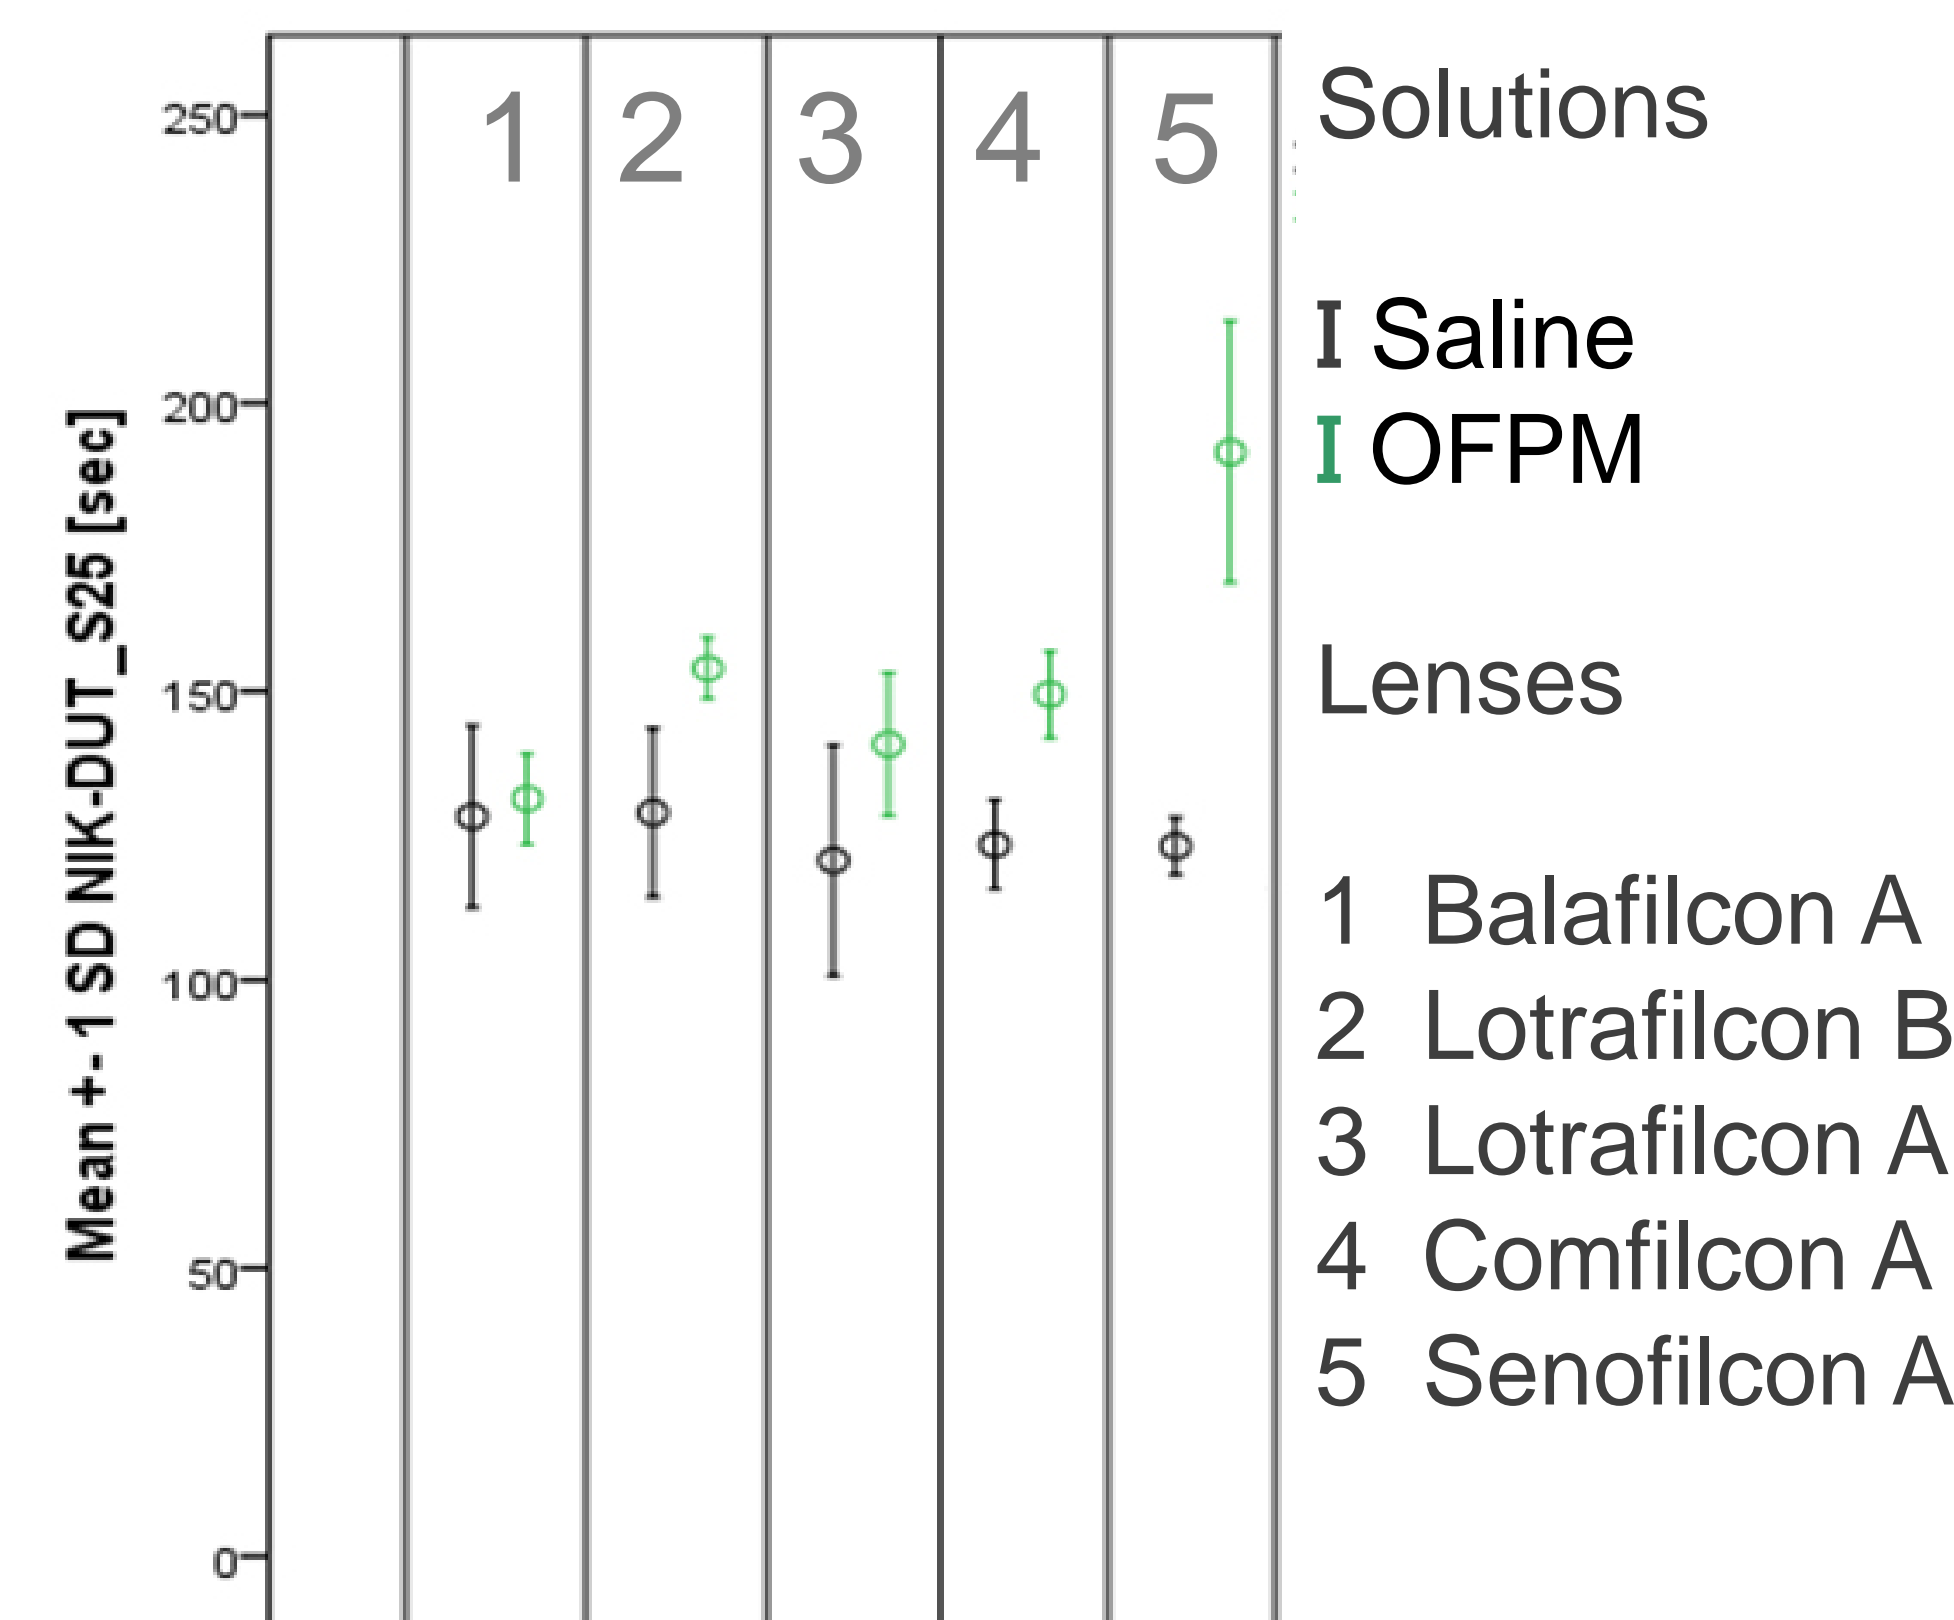 Mean +- 1 SD NIK-DUT_S25 [sec]
250
200
150
100
50
0
1 2 3 4 5
Solutions
Saline
OFPM
Lenses
1 Balafilcon A
2 Lotrafilcon B
3 Lotrafilcon A
4 Comfilcon A
5 Senofilcon A